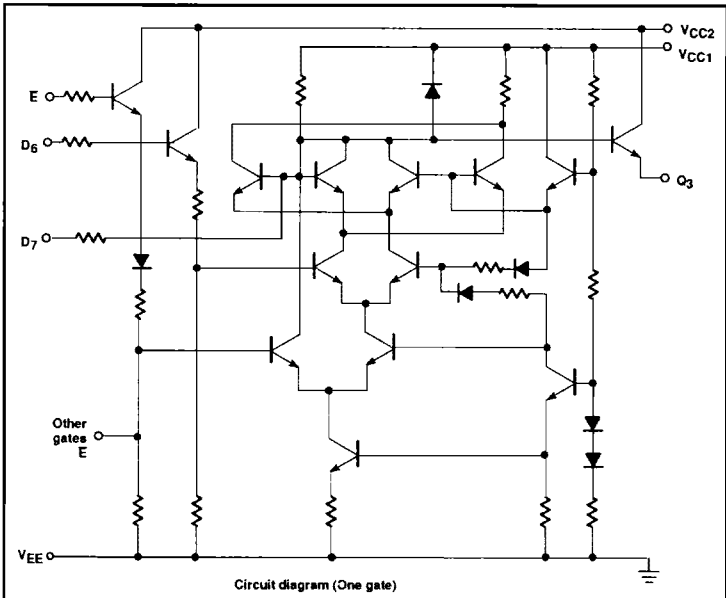 VCC2
VCC1
E
D6
Q3
D7
Other
gates
E
VEE
Circuit diagram (One gate)